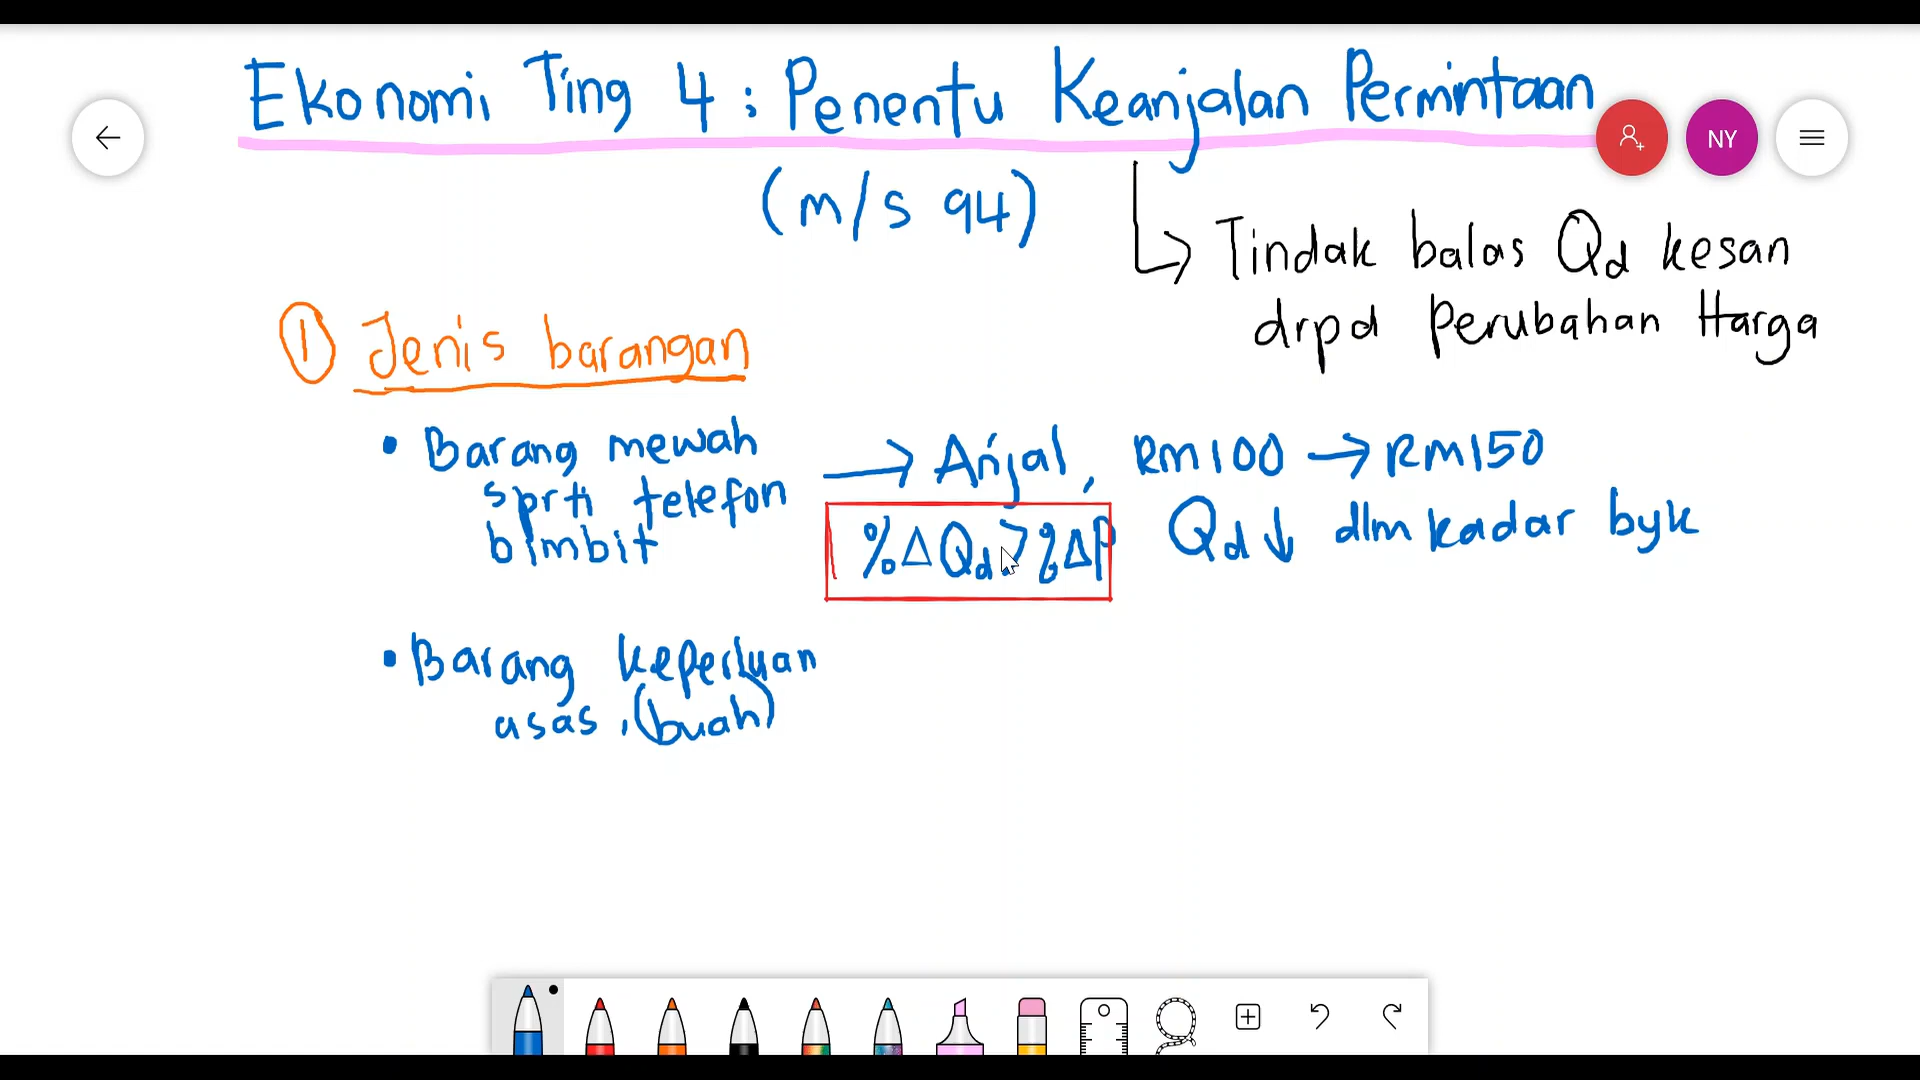 Ekonomi Ting 4 : Penentu Keanjalan Permintaan
NY
(m/s 94)
Tindak balas Qd kesan
drpd Perubahan Harga
① Jenis barangan
• Barang mewah → Anjal, RM100 → RM150
sprti telefon
bimbit
%ΔQd > %ΔP Qd↓ dlm kadar byk
• Barang keperluan
asas, (buah)